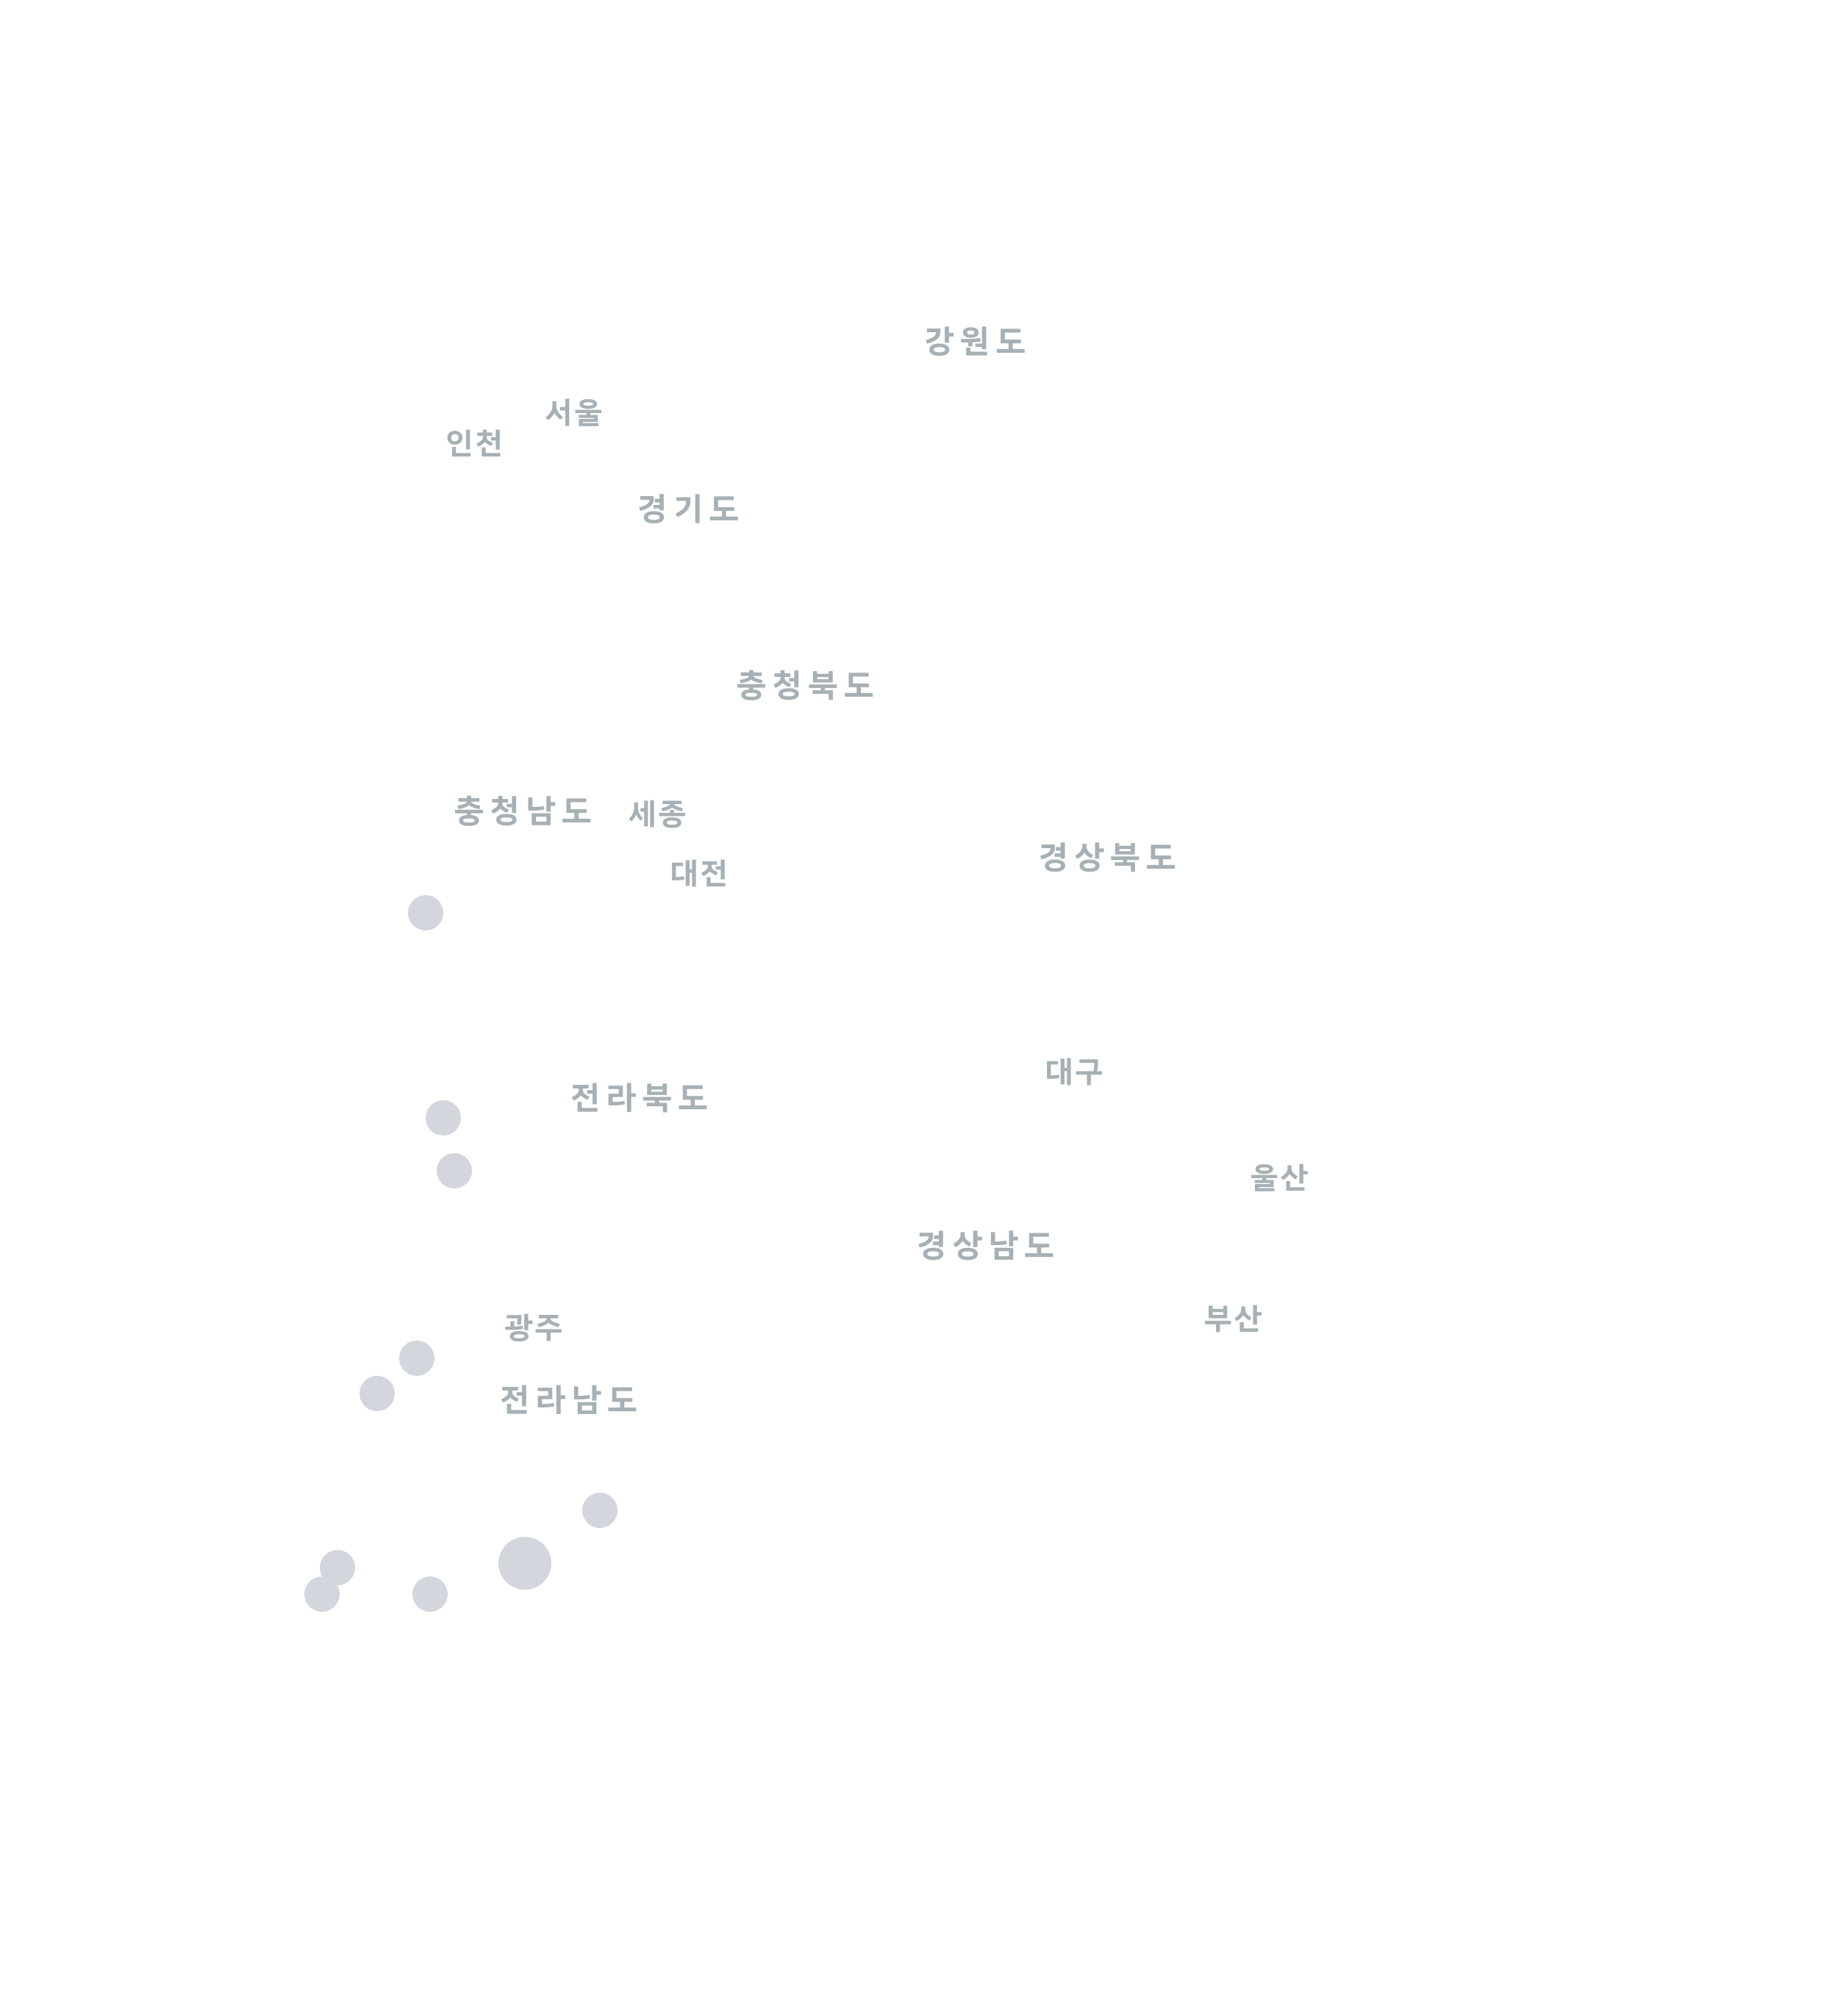 강원도
서울
인천
경기도
충청북도
충청남도
세종
경상북도
대전
대구
전라북도
울산
경상남도
부산
광주
전라남도